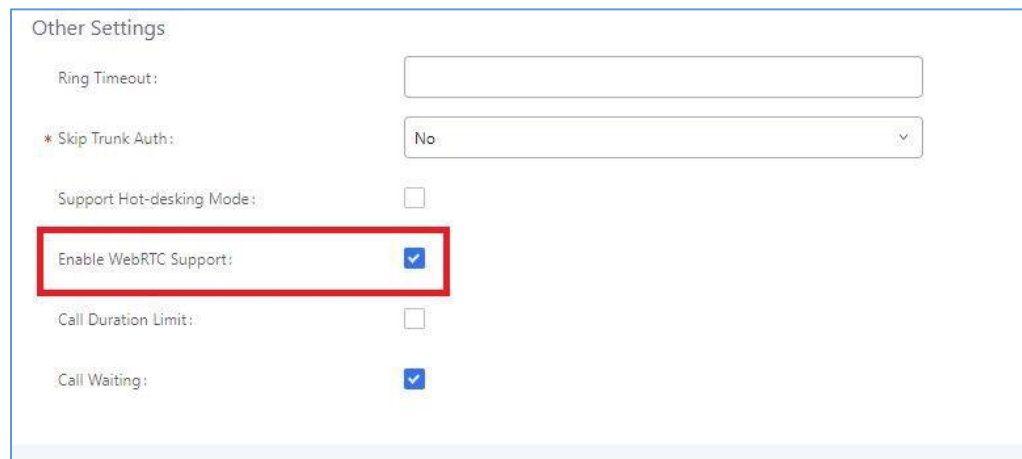 Other Settings
Ring Timeout:
* Skip Trunk Auth: No
Support Hot-desking Mode:
Enable WebRTC Support:
Call Duration Limit:
Call Waiting: